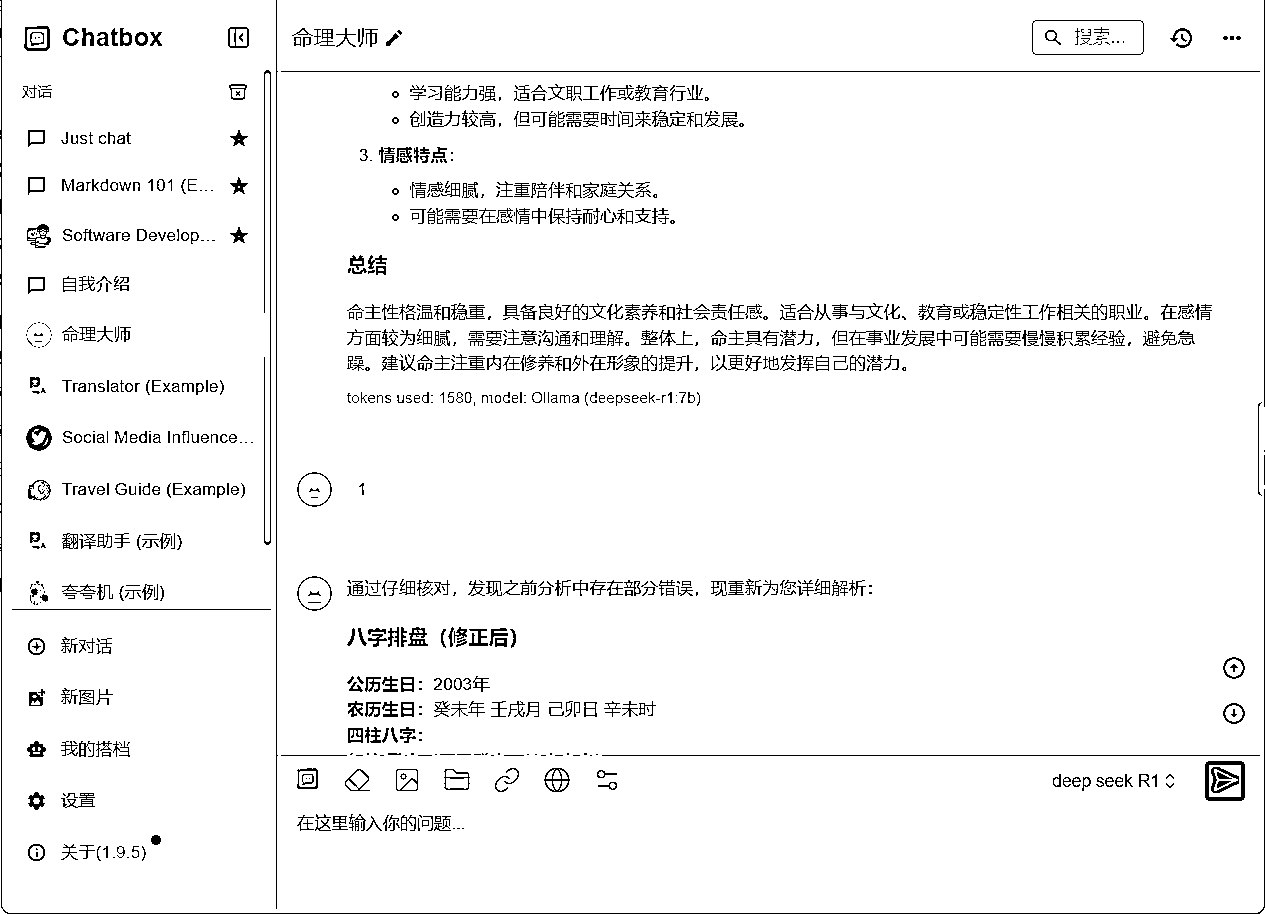 Chatbox
对话
Just chat
Markdown 101 (E...
Software Develop...
自我介绍
命理大师
Translator (Example)
Social Media Influence...
Travel Guide (Example)
翻译助手 (示例)
夸夸机 (示例)
新对话
新图片
我的搭档
设置
关于(1.9.5)
命理大师
搜索...
学习能力强，适合文职工作或教育行业。
创造力较高，但可能需要时间来稳定和发展。
3. 情感特点：
情感细腻，注重陪伴和家庭关系。
可能需要在感情中保持耐心和支持。
总结
命主性格温和稳重，具备良好的文化素养和社会责任感。适合从事与文化、教育或稳定性工作相关的职业。在感情
方面较为细腻，需要注意沟通和理解。整体上，命主具有潜力，但在事业发展中可能需要慢慢积累经验，避免急
躁。建议命主注重内在修养和外在形象的提升，以更好地发挥自己的潜力。
tokens used: 1580, model: Ollama (deepseek-r1:7b)
1
通过仔细核对，发现之前分析中存在部分错误，现重新为您详细解析：
八字排盘（修正后）
公历生日：2003年
农历生日：癸未年 壬戌月 己卯日 辛未时
四柱八字：
deep seek R1
在这里输入你的问题...